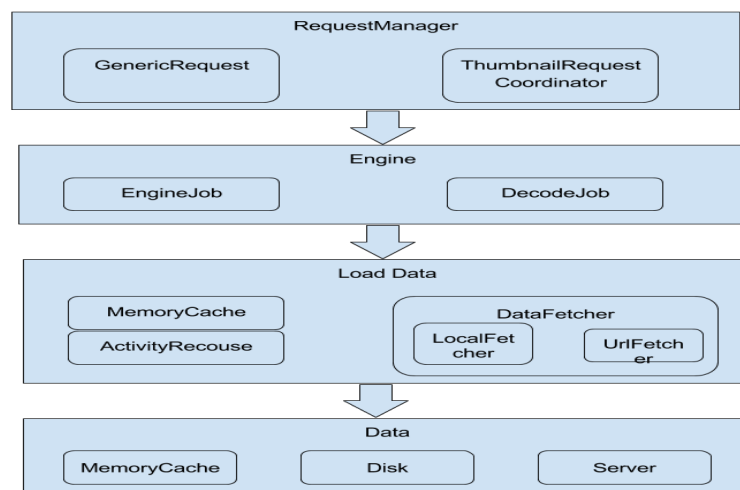 RequestManager
GenericRequest
ThumbnailRequest
Coordinator
Engine
EngineJob
DecodeJob
Load Data
MemoryCache
ActivityRecouse
DataFetcher
LocalFet
cher
UrlFetch
er
Data
MemoryCache
Disk
Server